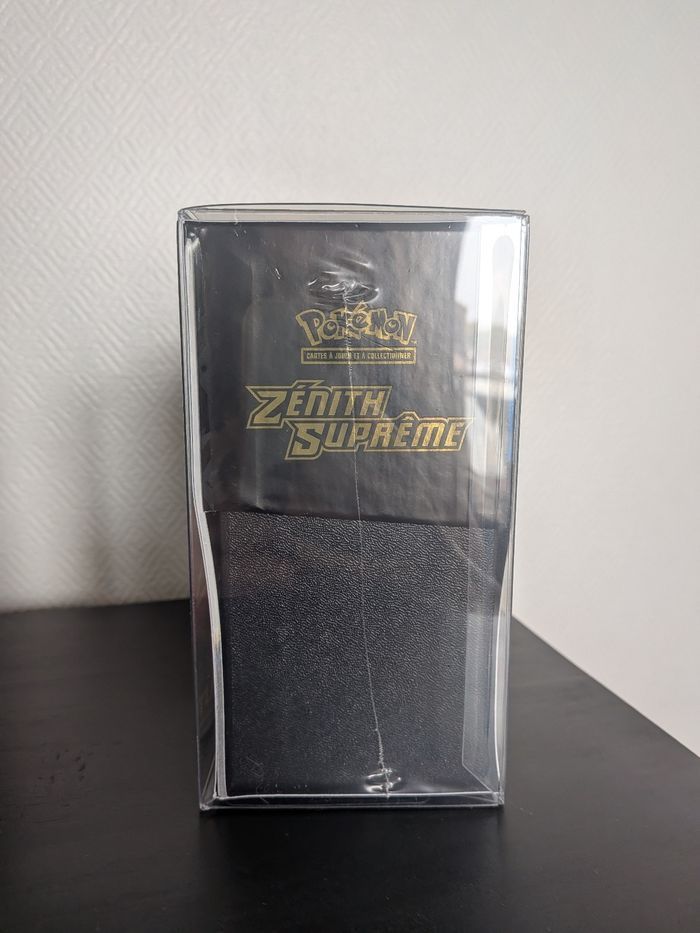 POKéMON
CARTES À JOUER ET À COLLECTIONNER
ZÉNITH
SUPRÊME